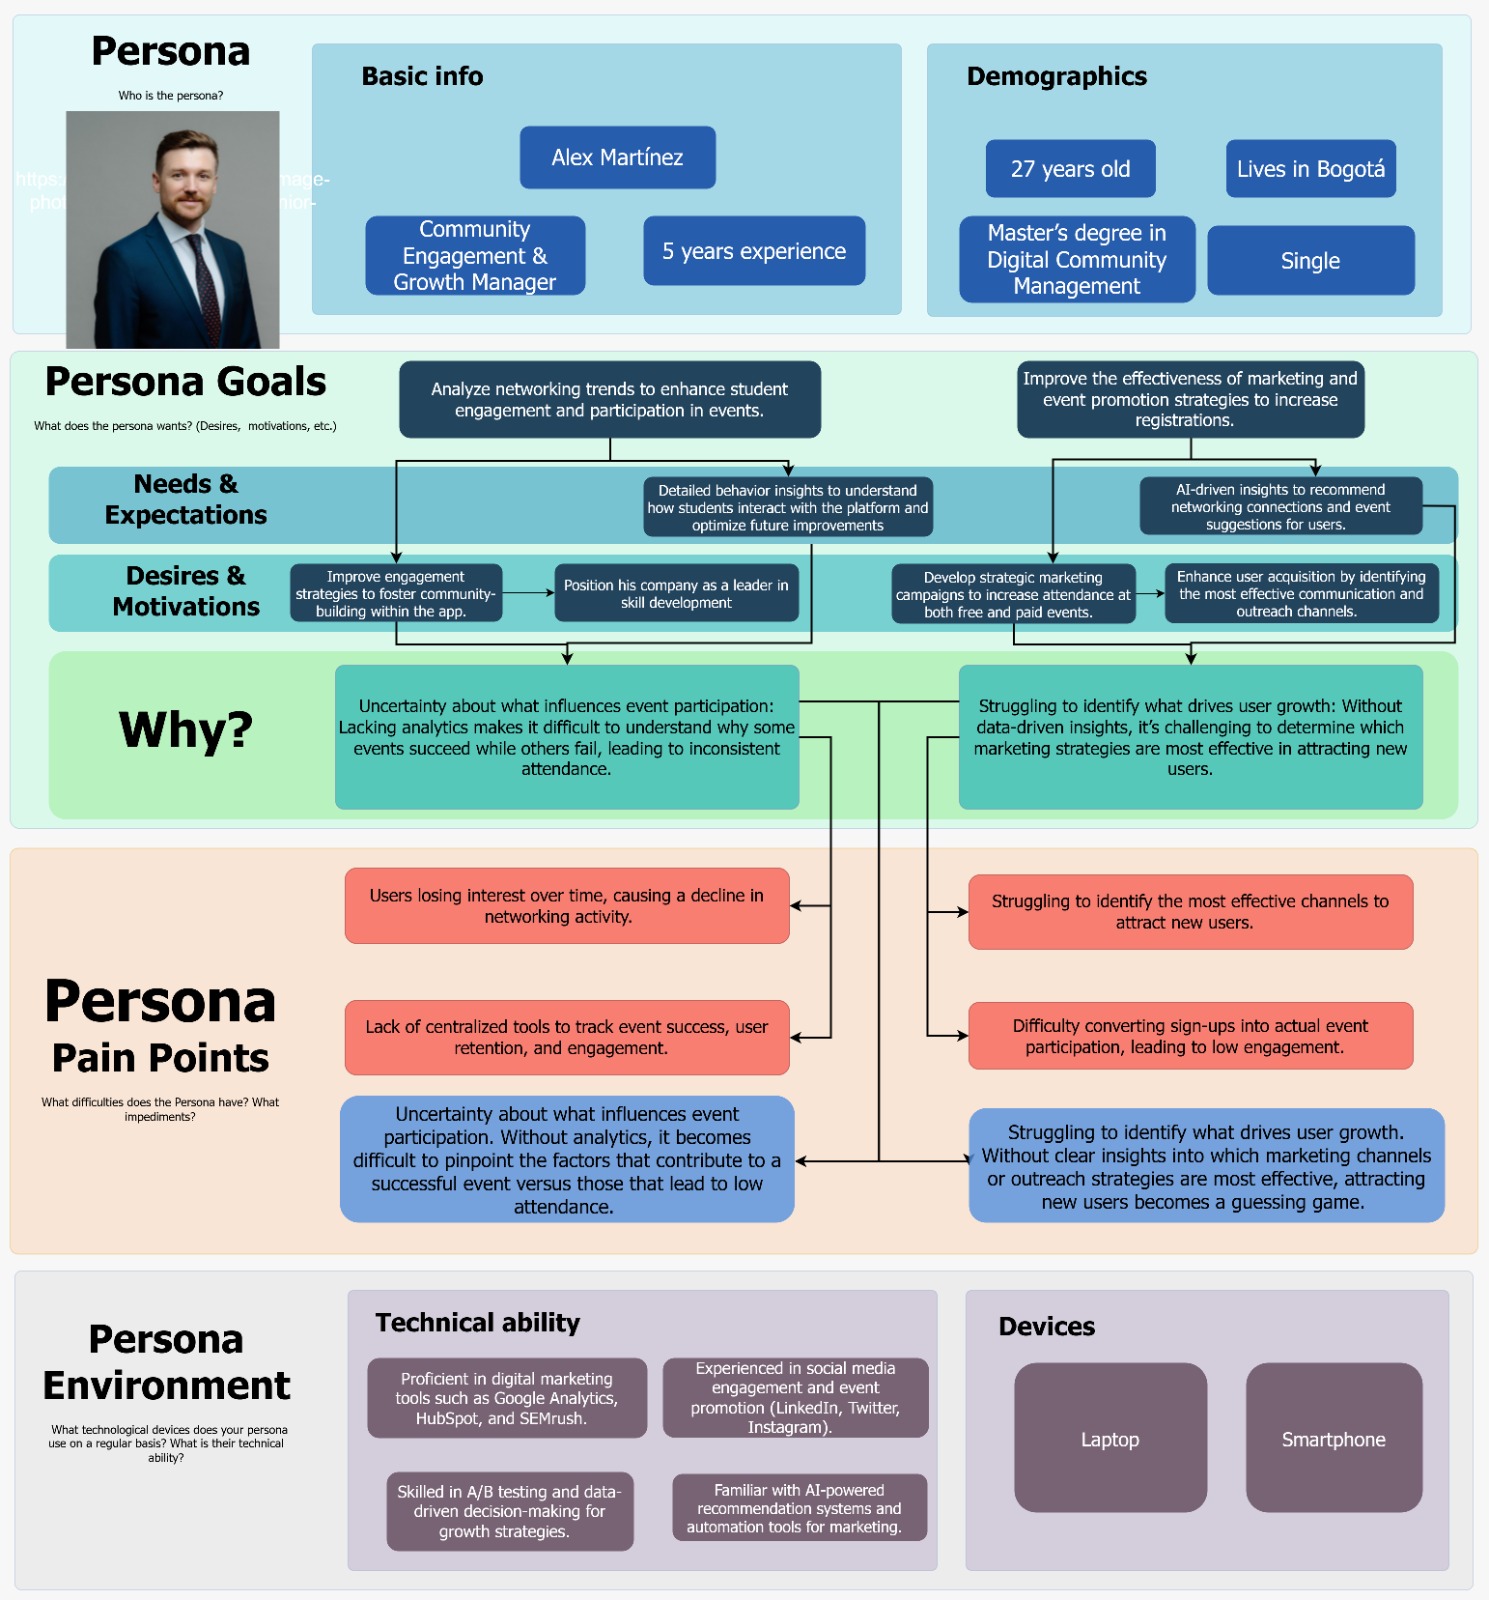 Persona
Who is the persona?
https:/
mage-
phot
nior-
Basic info
Alex Martínez
Community
Engagement &
Growth Manager
5 years experience
Demographics
27 years old
Lives in Bogotá
Master’s degree in
Digital Community
Management
Single
Persona Goals
What does the persona wants? (Desires, motivations, etc.)
Analyze networking trends to enhance student
engagement and participation in events.
Improve the effectiveness of marketing and
event promotion strategies to increase
registrations.
Needs &
Expectations
Detailed behavior insights to understand
how students interact with the platform and
optimize future improvements
AI-driven insights to recommend
networking connections and event
suggestions for users.
Desires &
Motivations
Improve engagement
strategies to foster community-
building within the app.
Position his company as a leader in
skill development
Develop strategic marketing
campaigns to increase attendance at
both free and paid events.
Enhance user acquisition by identifying
the most effective communication and
outreach channels.
Why?
Uncertainty about what influences event participation:
Lacking analytics makes it difficult to understand why some
events succeed while others fail, leading to inconsistent
attendance.
Struggling to identify what drives user growth: Without
data-driven insights, it’s challenging to determine which
marketing strategies are most effective in attracting new
users.
Persona
Pain Points
What difficulties does the Persona have? What
impediments?
Users losing interest over time, causing a decline in
networking activity.
Struggling to identify the most effective channels to
attract new users.
Lack of centralized tools to track event success, user
retention, and engagement.
Difficulty converting sign-ups into actual event
participation, leading to low engagement.
Uncertainty about what influences event
participation. Without analytics, it becomes
difficult to pinpoint the factors that contribute to a
successful event versus those that lead to low
attendance.
Struggling to identify what drives user growth.
Without clear insights into which marketing channels
or outreach strategies are most effective, attracting
new users becomes a guessing game.
Persona
Environment
What technological devices does your persona
use on a regular basis? What is their technical
ability?
Technical ability
Proficient in digital marketing
tools such as Google Analytics,
HubSpot, and SEMrush.
Experienced in social media
engagement and event
promotion (LinkedIn, Twitter,
Instagram).
Skilled in A/B testing and data-
driven decision-making for
growth strategies.
Familiar with AI-powered
recommendation systems and
automation tools for marketing.
Devices
Laptop
Smartphone